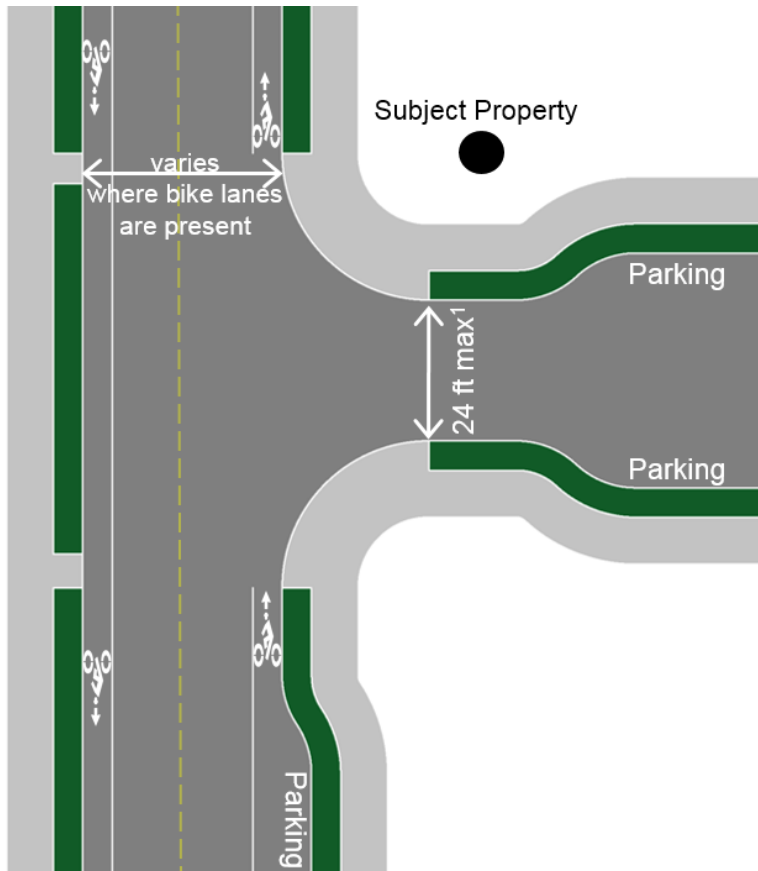 Subject Property
varies
where bike lanes
are present
Parking
24 ft max¹
Parking
Parking